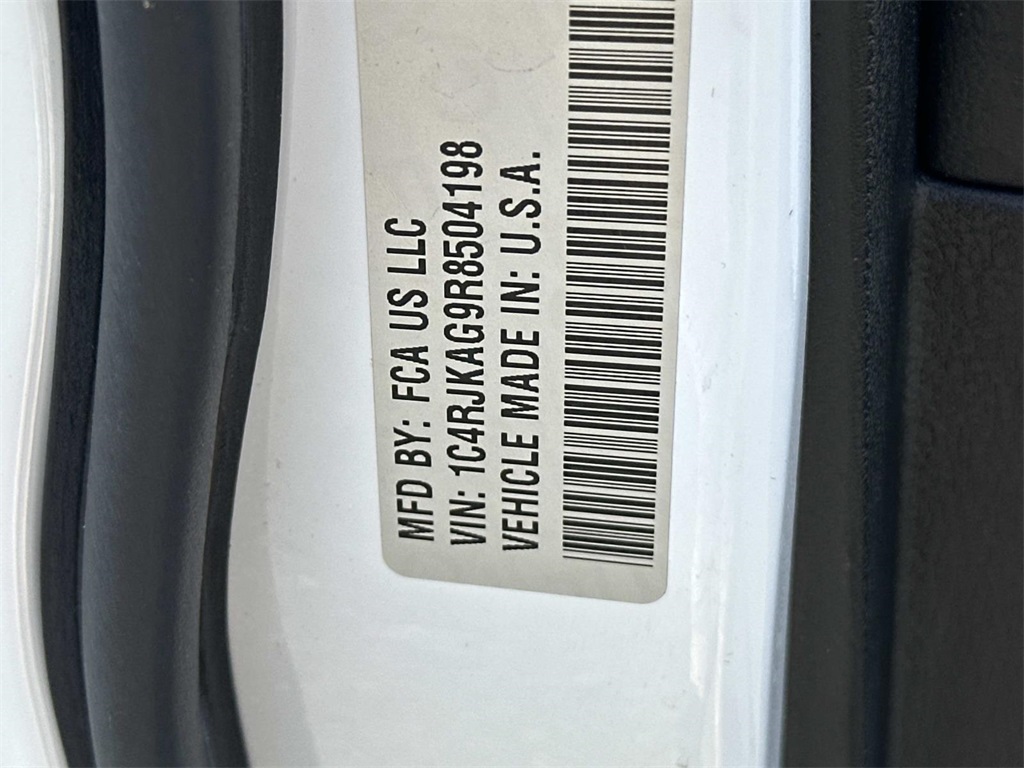 MFD BY: FCA US LLC
VIN: 1C4RJKAG9R8504198
VEHICLE MADE IN: U.S.A.